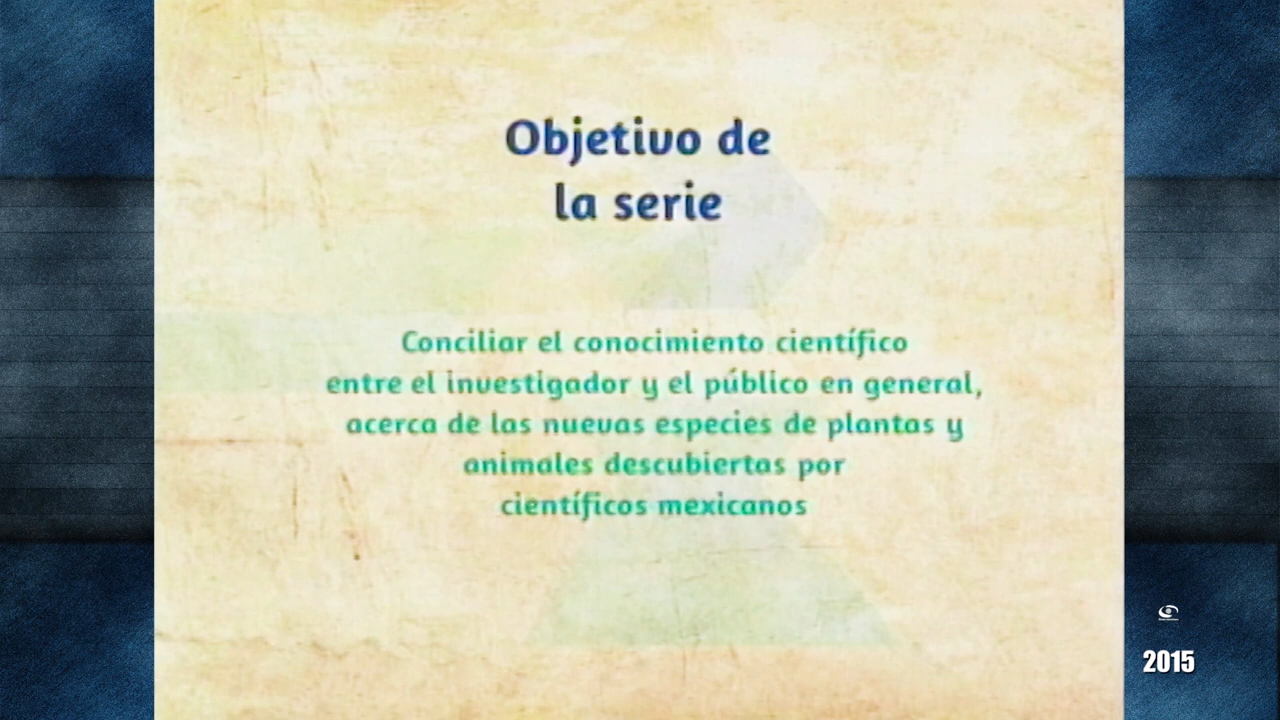 Objetivo de
la serie
Conciliar el conocimiento científico
entre el investigador y el público en general,
acerca de las nuevas especies de plantas y
animales descubiertas por
científicos mexicanos
2015